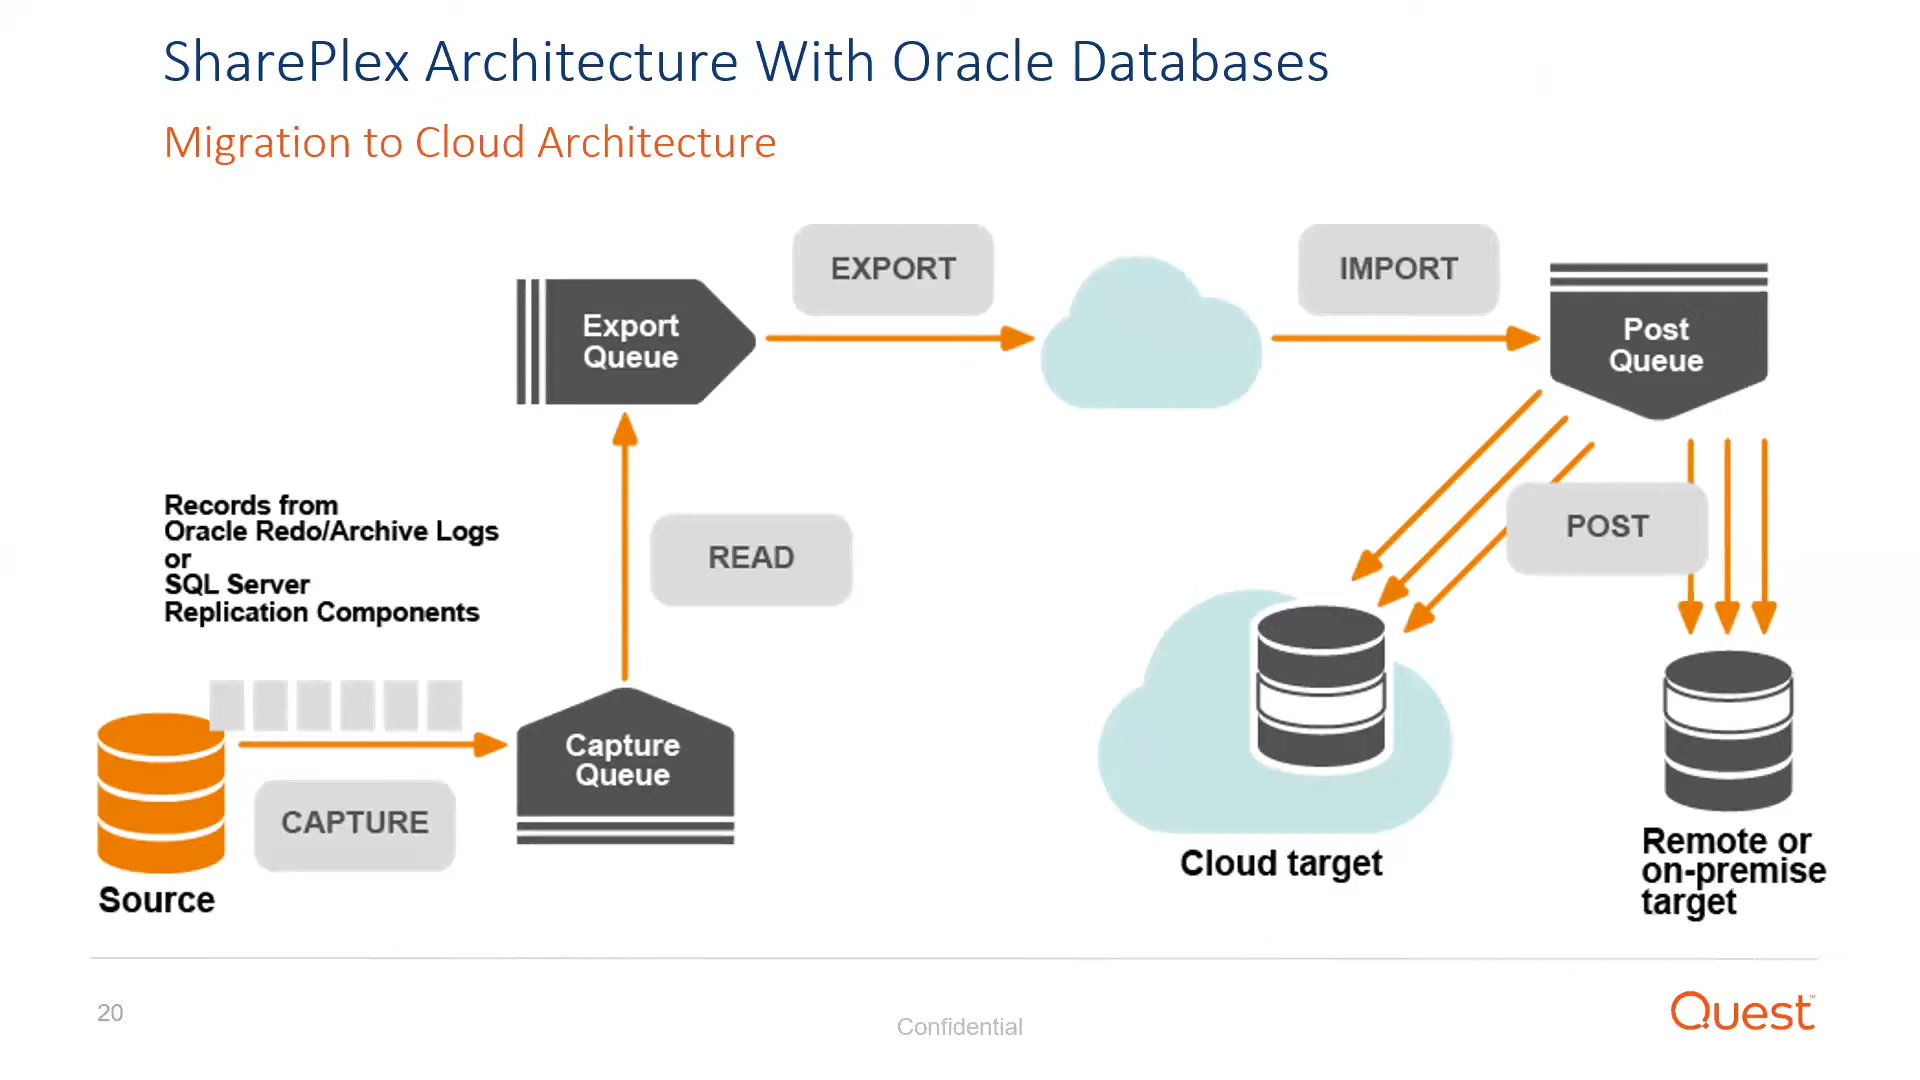 SharePlex Architecture With Oracle Databases
Migration to Cloud Architecture
EXPORT
IMPORT
Export
Queue
Post
Queue
Records from
Oracle Redo/Archive Logs
or
SQL Server
Replication Components
READ
POST
Capture
Queue
CAPTURE
Source
Cloud target
Remote or
on-premise
target
20
Confidential
Quest™